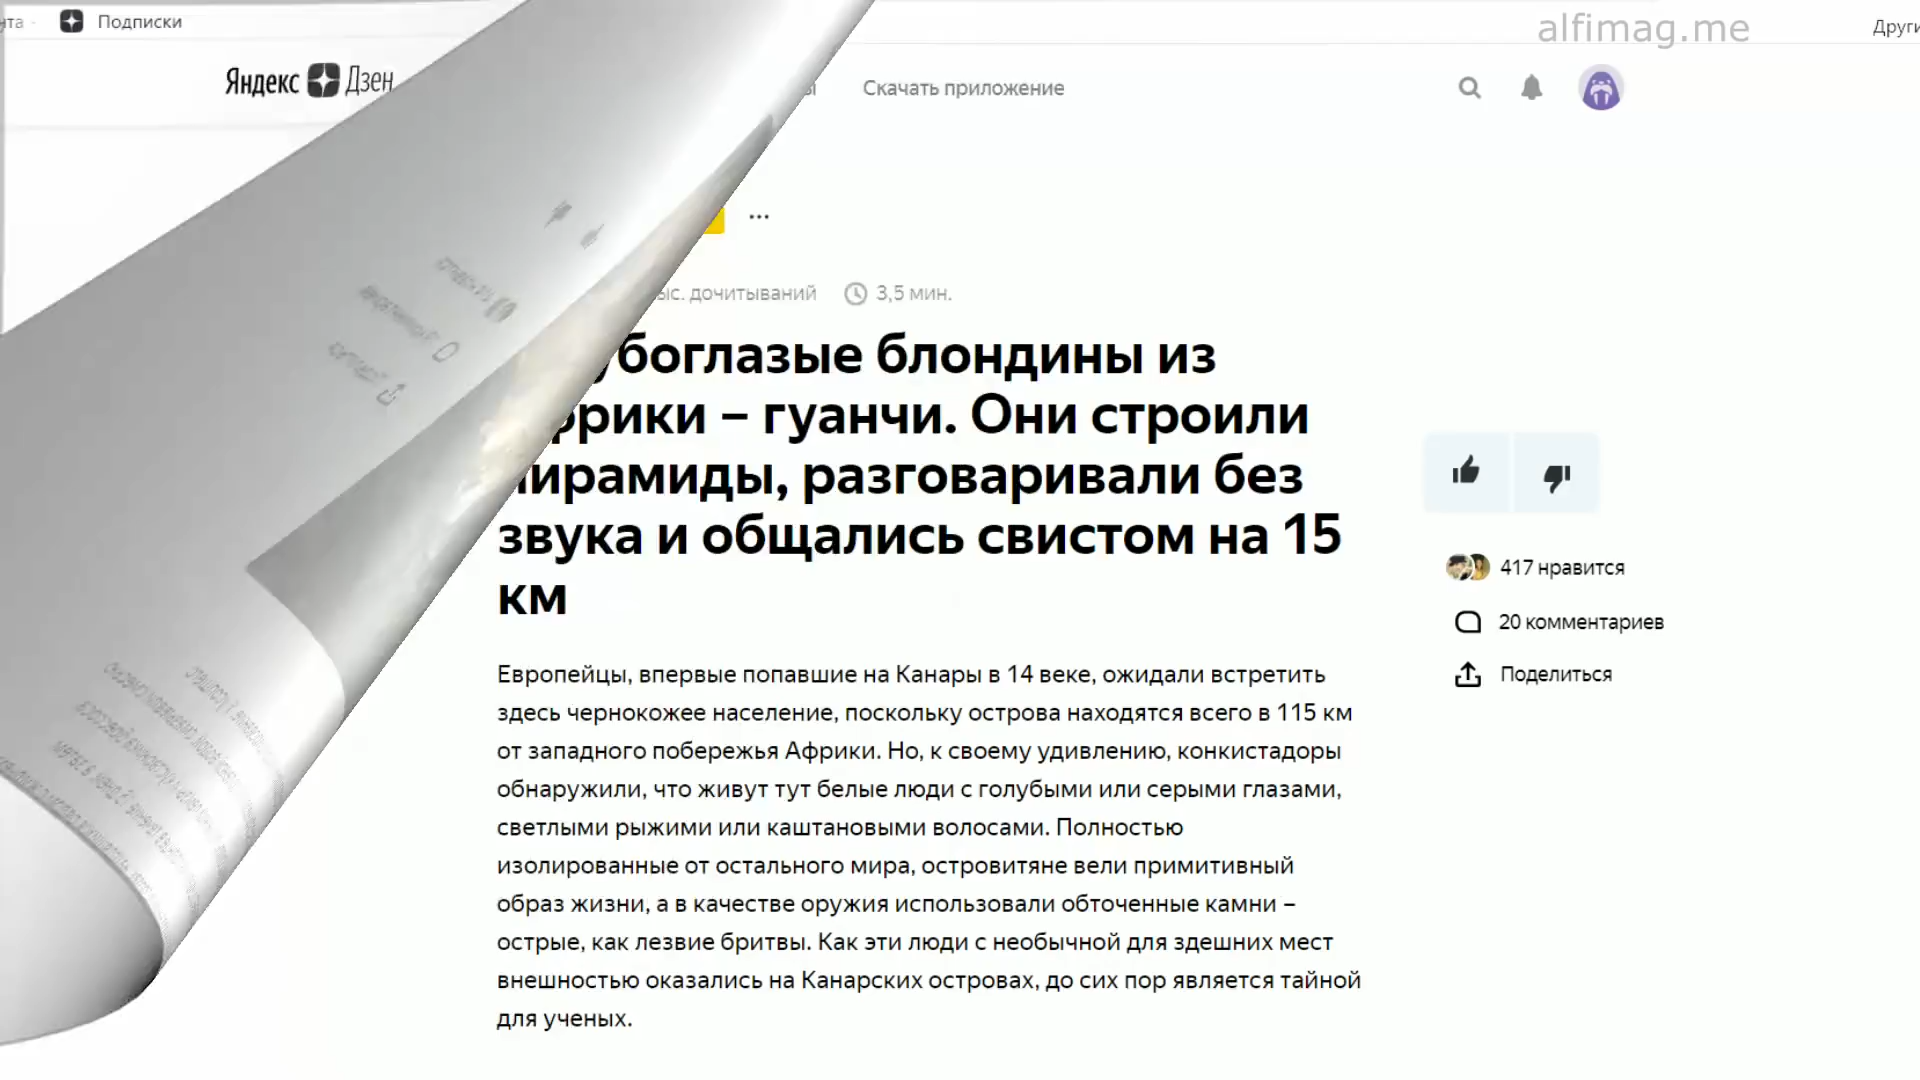 Подписки
alfimag.me
Яндекс Дзен
Скачать приложение
дочитываний
3,5 мин.
блондины из
– гуанчи. Они строили
разговаривали без
звука и общались свистом на 15
км
417 нравится
20 комментариев
Поделиться
Европейцы, впервые попавшие на Канары в 14 веке, ожидали встретить
здесь чернокожее население, поскольку острова находятся всего в 115 км
от западного побережья Африки. Но, к своему удивлению, конкистадоры
обнаружили, что живут тут белые люди с голубыми или серыми глазами,
светлыми рыжими или каштановыми волосами. Полностью
изолированные от остального мира, островитяне вели примитивный
образ жизни, а в качестве оружия использовали обточенные камни –
острые, как лезвие бритвы. Как эти люди с необычной для здешних мест
внешностью оказались на Канарских островах, до сих пор является тайной
для ученых.